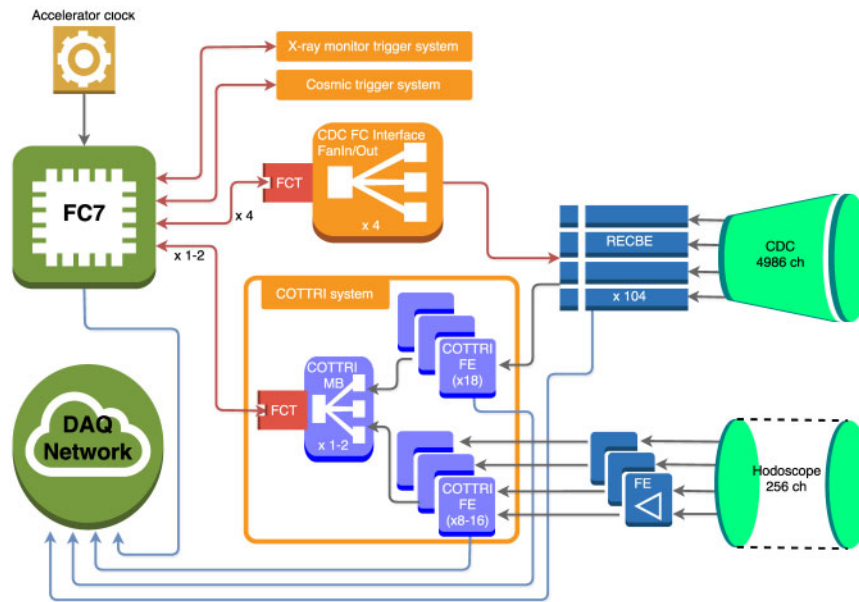 Accelerator clock
X-ray monitor trigger system
Cosmic trigger system
CDC FC Interface
FanIn/Out
FCT
x 4
FC7
x 4
x 1-2
RECBE
x 104
CDC
4986 ch
COTTRI system
COTTRI
FE
(x18)
COTTRI
MB
FCT
x 1-2
DAQ
Network
COTTRI
FE
(x8-16)
FE
Hodoscope
256 ch